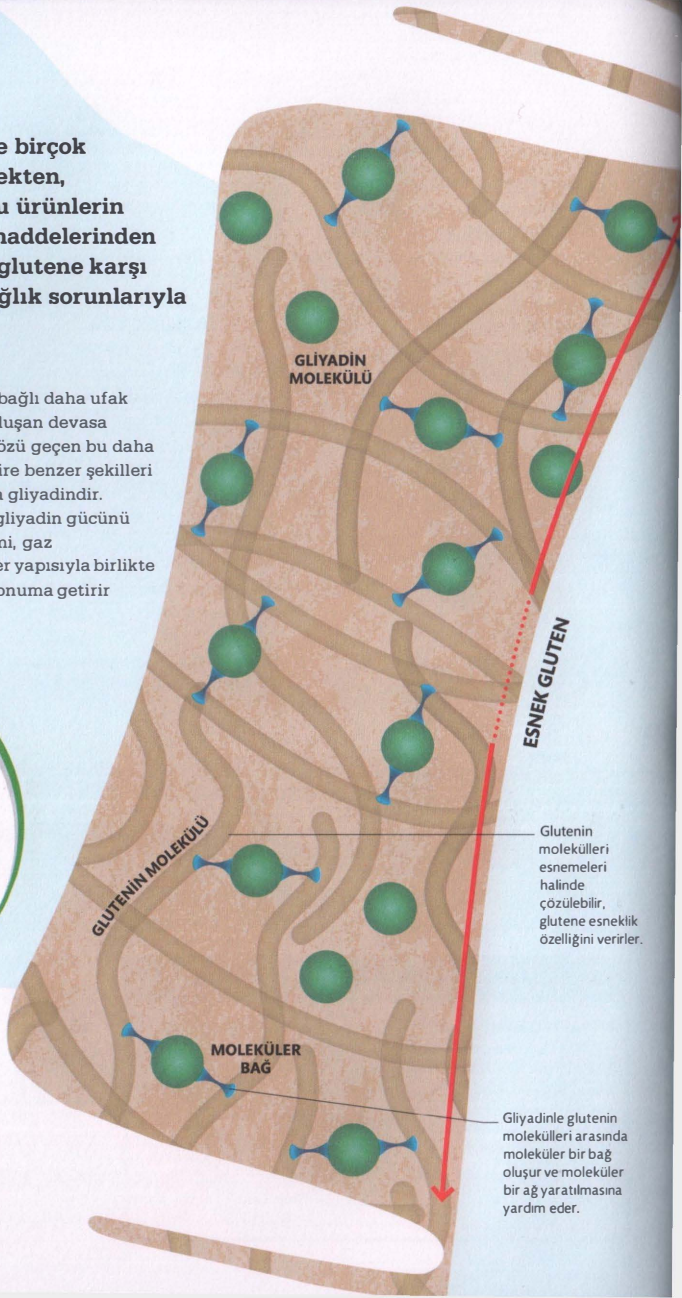 e birçok
ekten,
u ürünlerin
naddelerinden
glutene karşı
ğlık sorunlarıyla
bağlı daha ufak
luşan devasa
özü geçen bu daha
ire benzer şekilleri
n gliyadindir.
gliyadin gücünü
ni, gaz
er yapısıyla birlikte
onuma getirir
GLİYADİN
MOLEKÜLÜ
ESNEK GLUTEN
GLUTENİN MOLEKÜLÜ
Glutenin
molekülleri
esnemeleri
halinde
çözülebilir,
glutene esneklik
özelliğini verirler.
MOLEKÜLER
BAĞ
Gliyadinle glutenin
molekülleri arasında
moleküler bir bağ
oluşur ve moleküler
bir ağ yaratılmasına
yardım eder.